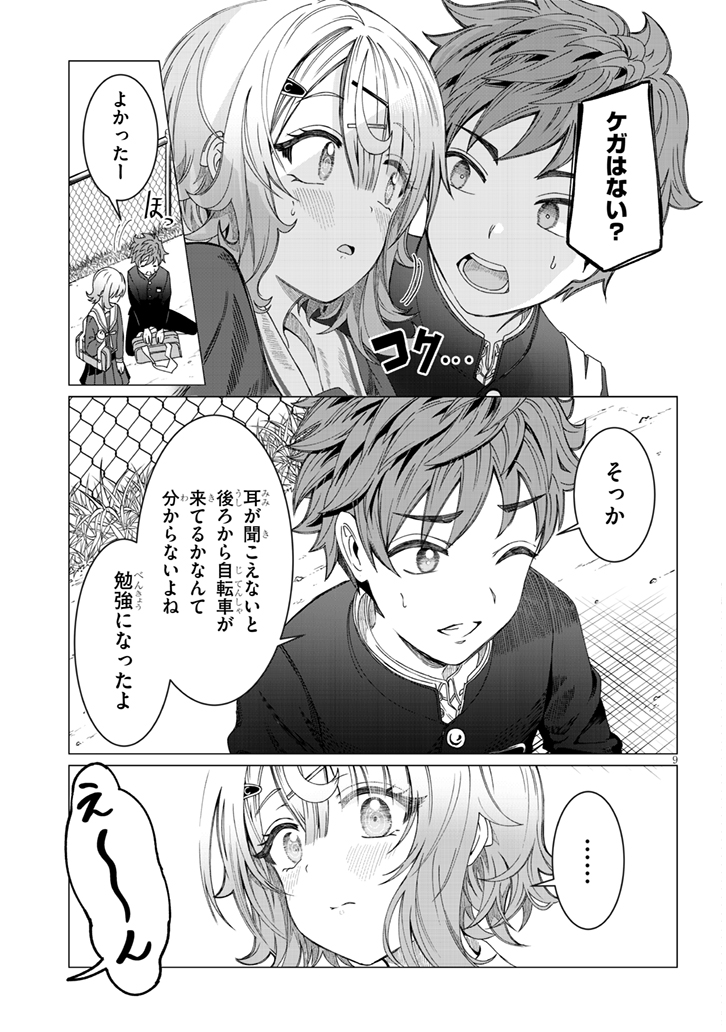 ケガはない?
コク…
よかったー
ほっ
そっか
耳が聞こえないと
後ろから自転車が
来てるかなんて
分からないよね
勉強になったよ
9
……
え〜〜ん